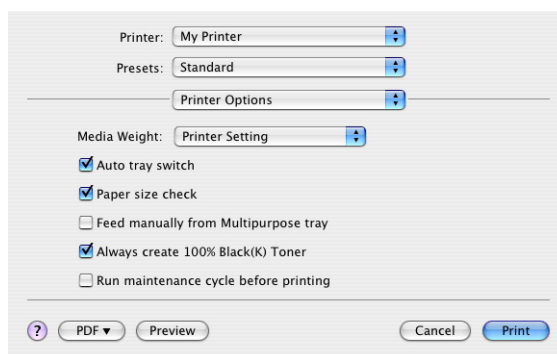 Printer: My Printer
Presets: Standard
Printer Options
Media Weight: Printer Setting
Auto tray switch
Paper size check
Feed manually from Multipurpose tray
Always create 100% Black(K) Toner
Run maintenance cycle before printing
? PDF Preview Cancel Print